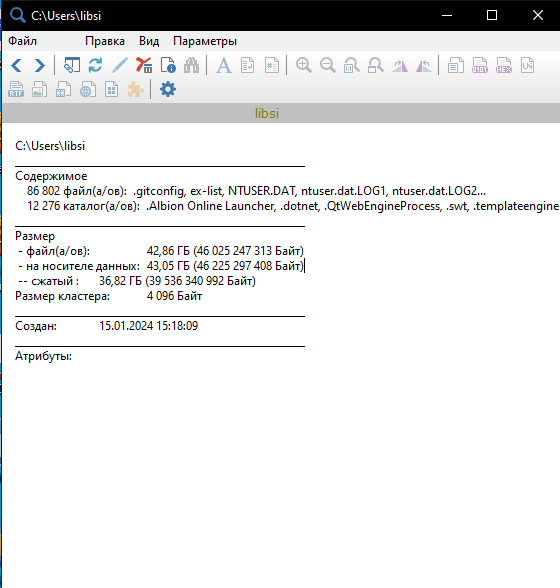 C:\Users\libsi
Файл Правка Вид Параметры
libsi
C:\Users\libsi
Содержимое
86 802 файл(а/ов): .gitconfig, ex-list, NTUSER.DAT, ntuser.dat.LOG1, ntuser.dat.LOG2...
12 276 каталог(а/ов): .Albion Online Launcher, .dotnet, .QtWebEngineProcess, .swt, .templateengine
Размер
- файл(а/ов): 42,86 ГБ (46 025 247 313 Байт)
- на носителе данных: 43,05 ГБ (46 225 297 408 Байт)
-- сжатый : 36,82 ГБ (39 536 340 992 Байт)
Размер кластера: 4 096 Байт
Создан: 15.01.2024 15:18:09
Атрибуты: